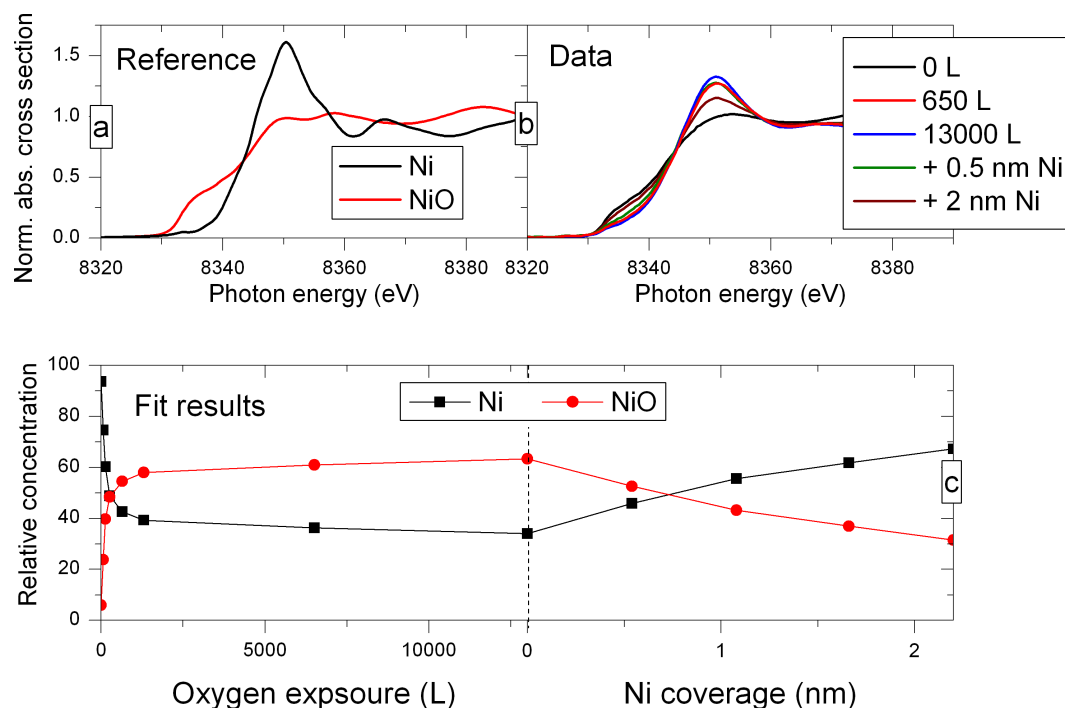 Norm. abs. cross section
1.5
1.0
0.5
0.0
Reference
a
Ni
NiO
8320
8340
8360
8380
Photon energy (eV)
Data
b
0 L
650 L
13000 L
+ 0.5 nm Ni
+ 2 nm Ni
8320
8340
8360
8380
Photon energy (eV)
Relative concentration
100
80
60
40
20
0
Fit results
Ni
NiO
c
0
5000
10000
0
1
2
Oxygen expsoure (L)
Ni coverage (nm)